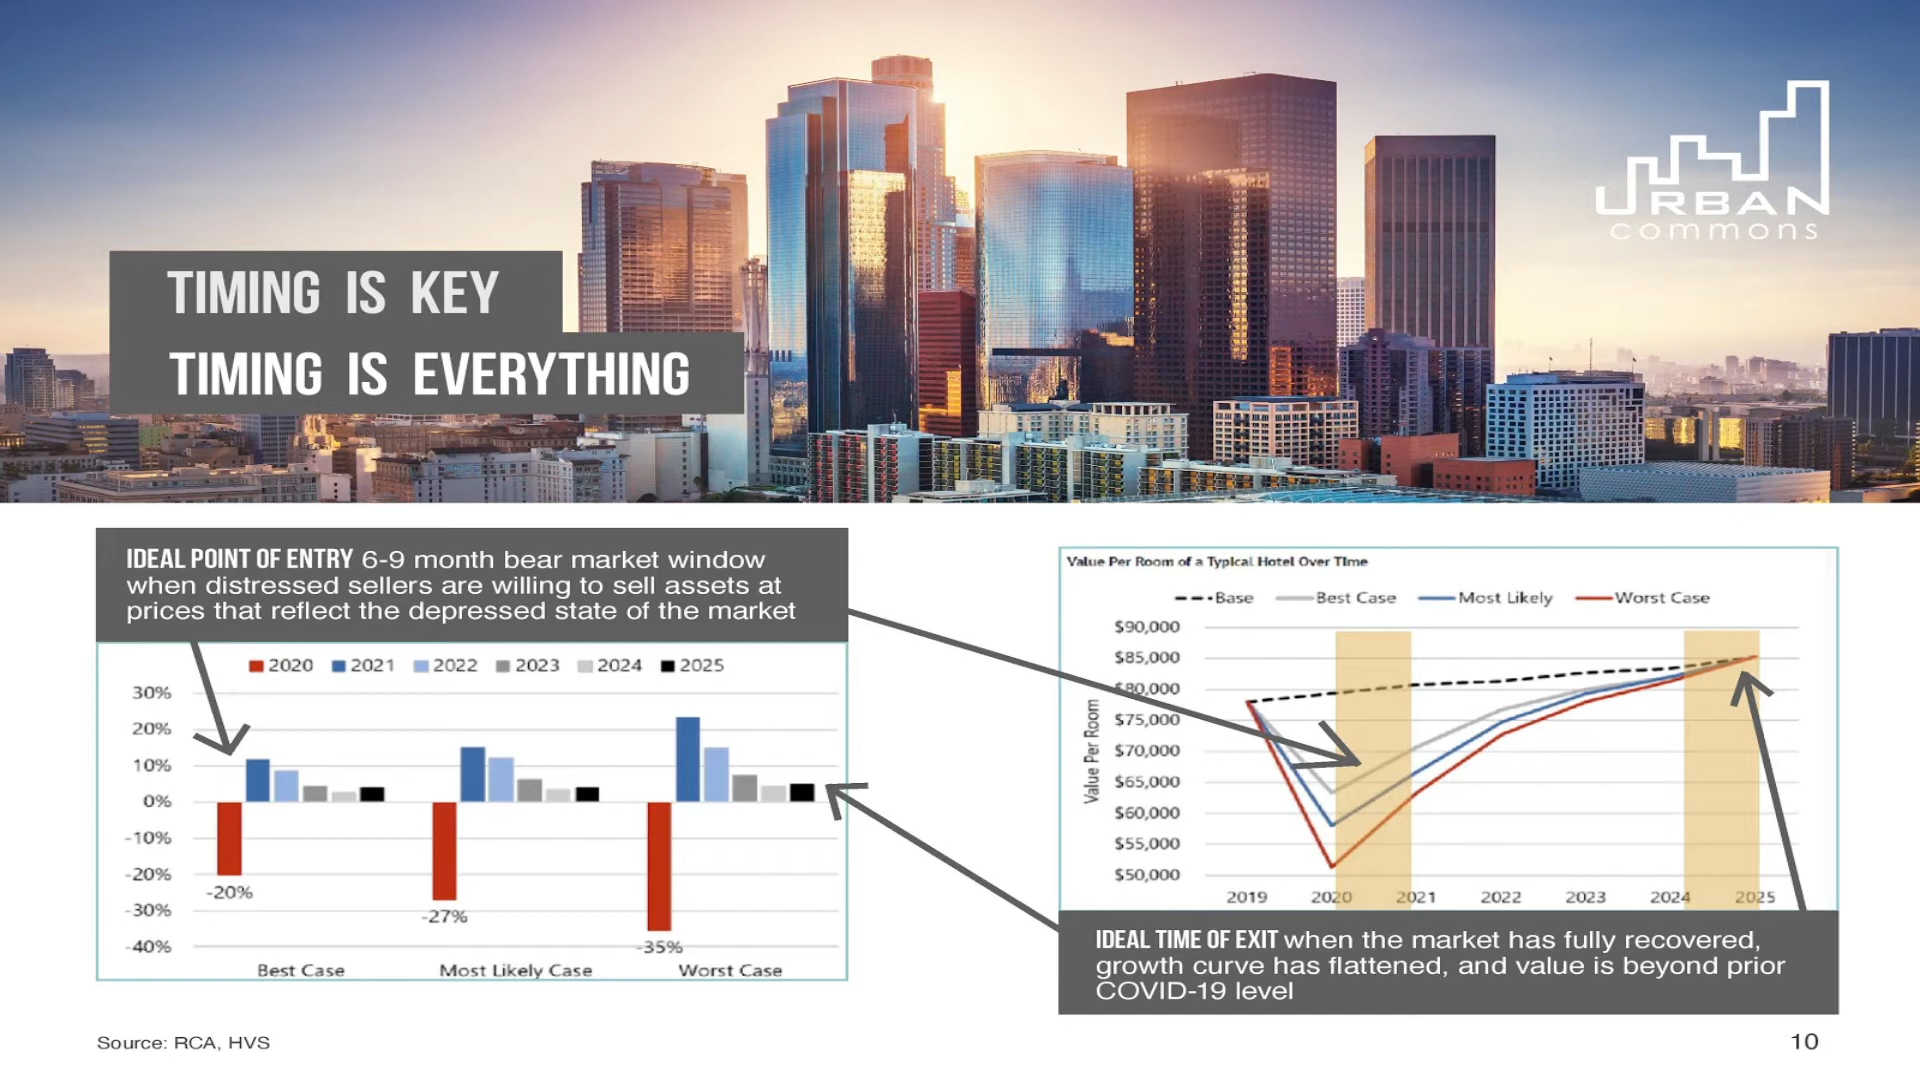 URBAN
commons
TIMING IS KEY
TIMING IS EVERYTHING
IDEAL POINT OF ENTRY 6-9 month bear market window
when distressed sellers are willing to sell assets at
prices that reflect the depressed state of the market
2020 2021 2022 2023 2024 2025
30%
20%
10%
0%
-10%
-20%
-30%
-40%
-20%
-27%
-35%
Best Case Most Likely Case Worst Case
Value Per Room of a Typical Hotel Over Time
Base Best Case Most Likely Worst Case
$90,000
$85,000
$80,000
$75,000
$70,000
$65,000
$60,000
$55,000
$50,000
Value Per Room
2019 2020 2021 2022 2023 2024 2025
IDEAL TIME OF EXIT when the market has fully recovered,
growth curve has flattened, and value is beyond prior
COVID-19 level
Source: RCA, HVS
10